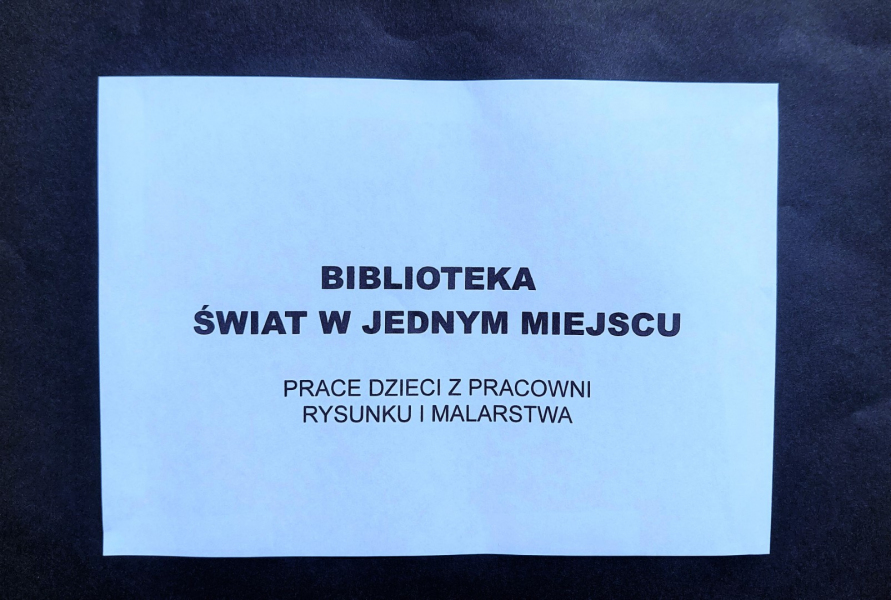 BIBLIOTEKA
ŚWIAT W JEDNYM MIEJSCU
PRACE DZIECI Z PRACOWNI
RYSUNKU I MALARSTWA